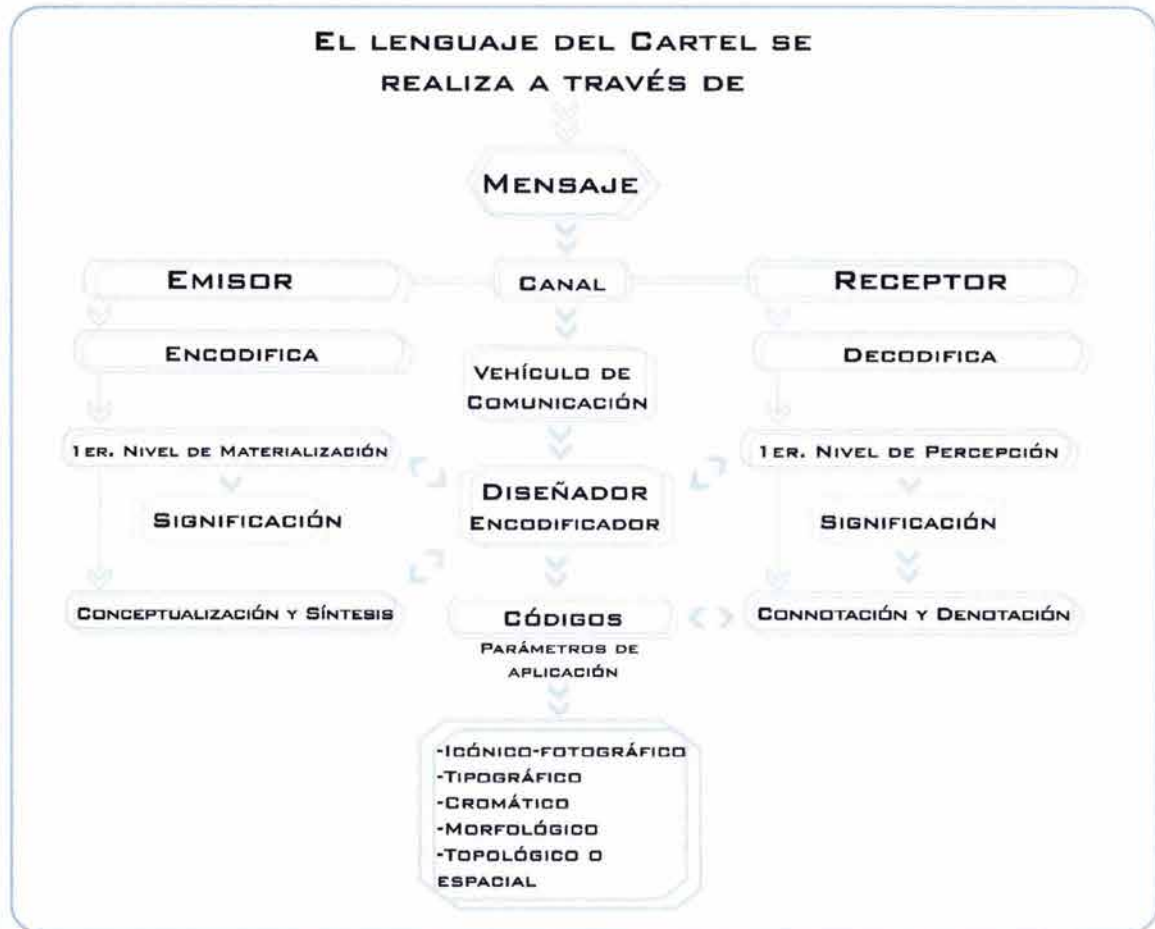 EL LENGUAJE DEL CARTEL SE
REALIZA A TRAVÉS DE
MENSAJE
EMISOR
CANAL
RECEPTOR
ENCODIFICA
DECODIFICA
VEHÍCULO DE
COMUNICACIÓN
1ER. NIVEL DE MATERIALIZACIÓN
1ER. NIVEL DE PERCEPCIÓN
DISEÑADOR
ENCODIFICADOR
SIGNIFICACIÓN
SIGNIFICACIÓN
CONCEPTUALIZACIÓN Y SÍNTESIS
CÓDIGOS
CONNOTACIÓN Y DENOTACIÓN
PARÁMETROS DE
APLICACIÓN
-ICÓNICO-FOTOGRÁFICO
-TIPOGRÁFICO
-CROMÁTICO
-MORFOLÓGICO
-TOPOLÓGICO O
ESPACIAL